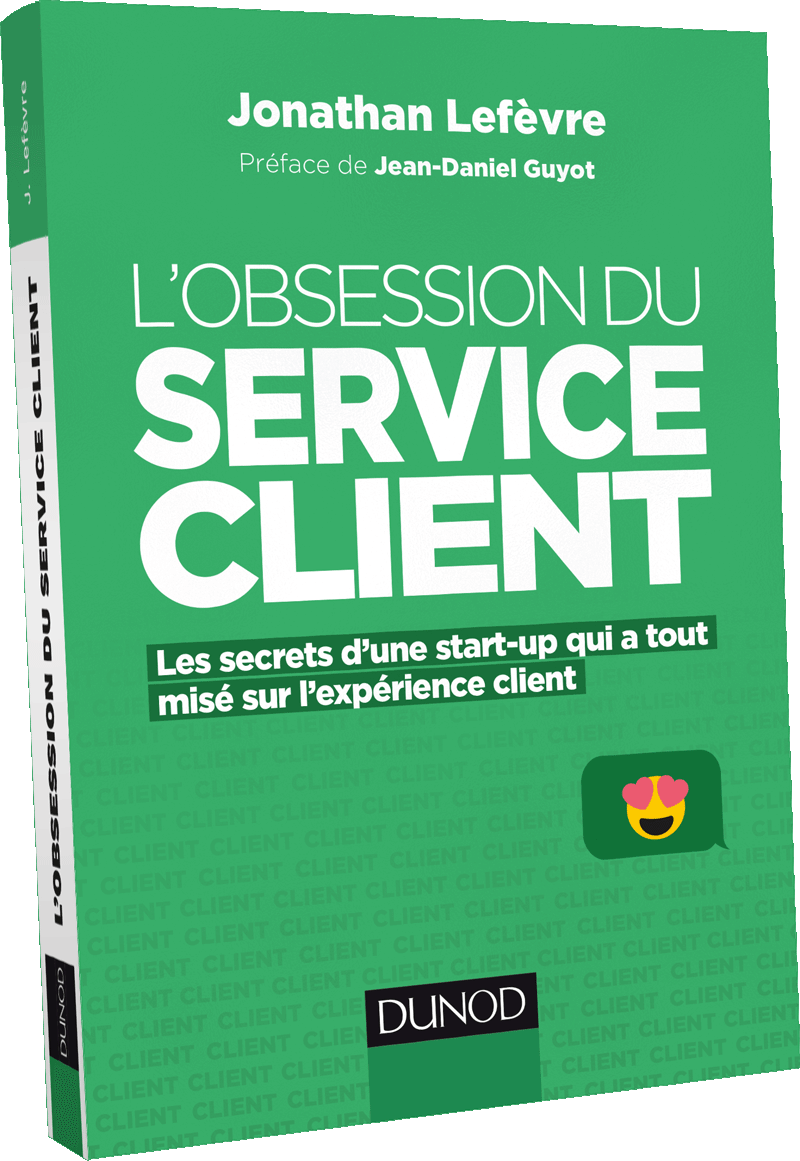 Jonathan Lefèvre
Préface de Jean-Daniel Guyot
L'OBSESSION DU
SERVICE
CLIENT
Les secrets d'une start-up qui a tout
misé sur l'expérience client
DUNOD
J. Lefèvre
L'OBSESSION DU SERVICE CLIENT
DUNOD